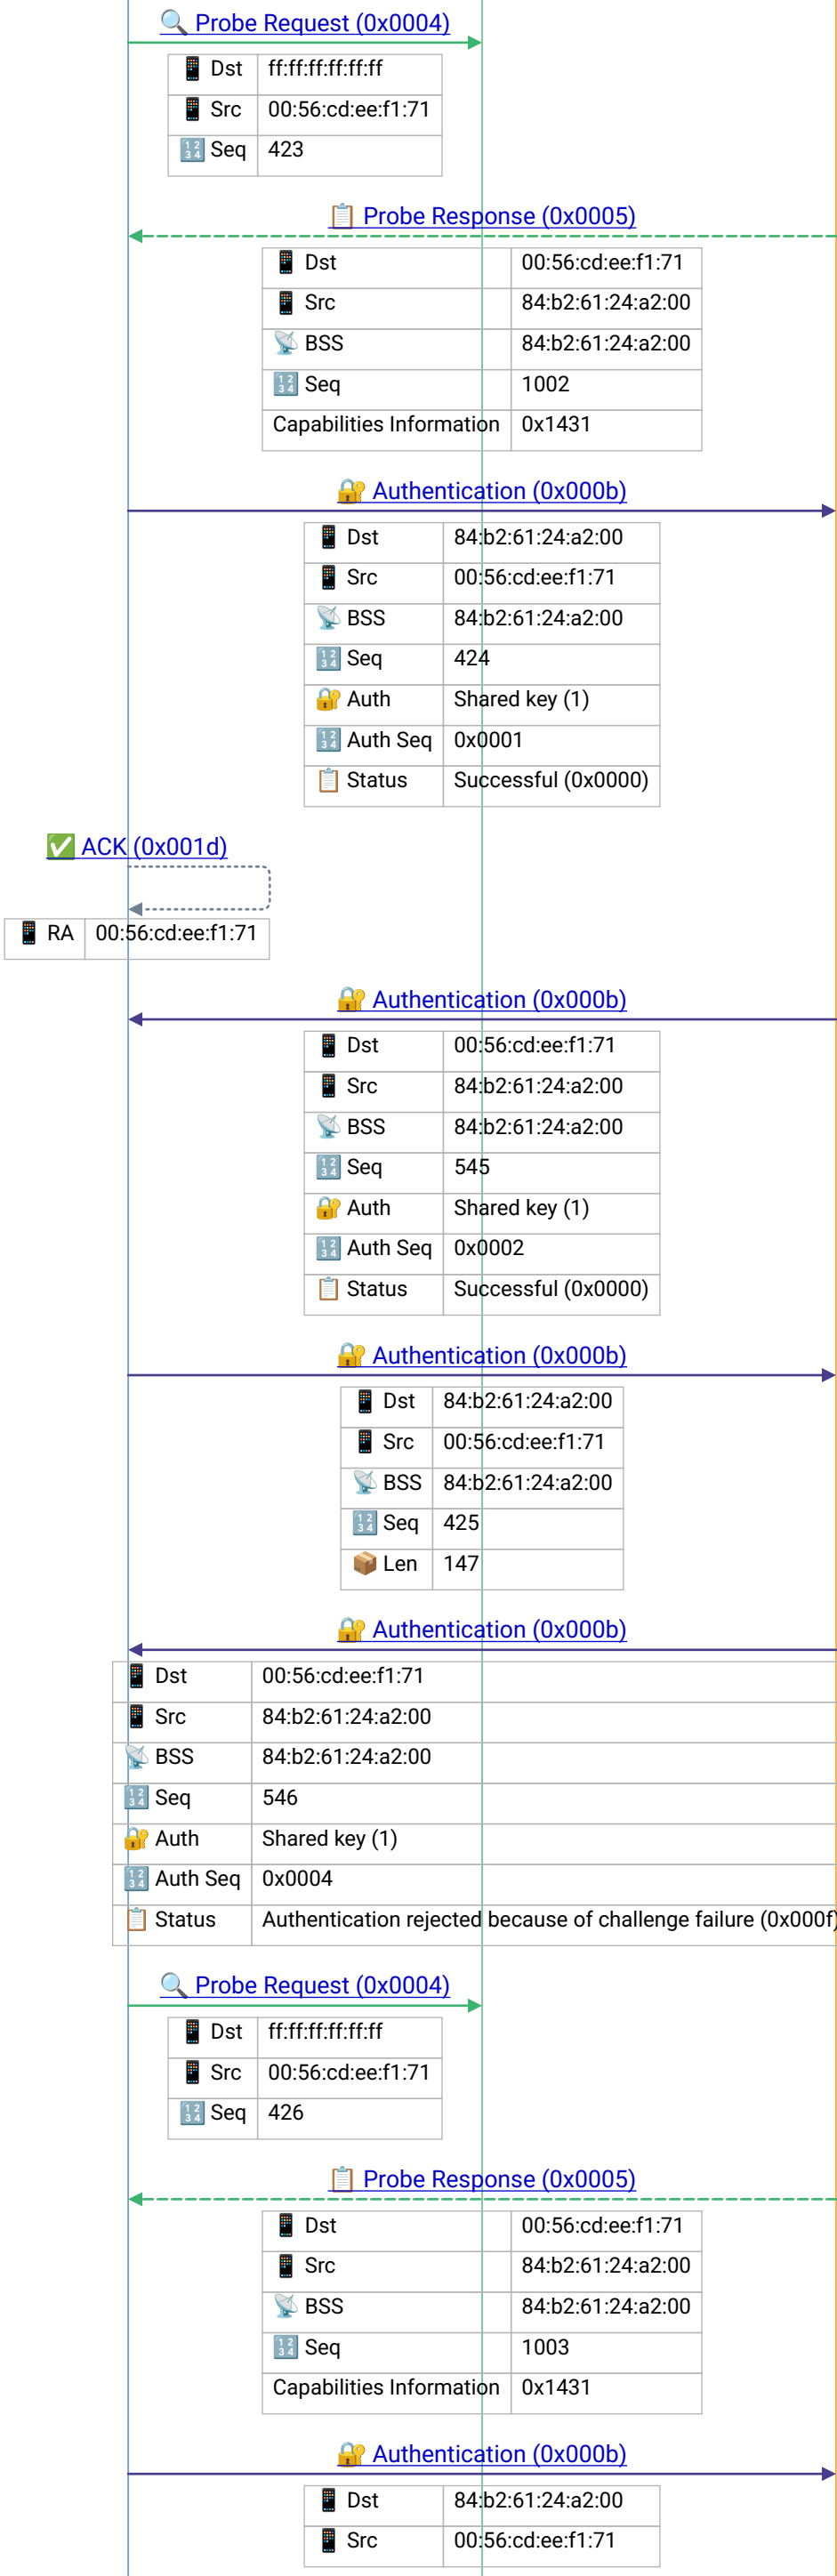 🔍 Probe Request (0x0004)
📱 Dst ff:ff:ff:ff:ff:ff
📱 Src 00:56:cd:ee:f1:71
🔢 Seq 423
📋 Probe Response (0x0005)
📱 Dst 00:56:cd:ee:f1:71
📱 Src 84:b2:61:24:a2:00
📡 BSS 84:b2:61:24:a2:00
🔢 Seq 1002
Capabilities Information 0x1431
🔐 Authentication (0x000b)
📱 Dst 84:b2:61:24:a2:00
📱 Src 00:56:cd:ee:f1:71
📡 BSS 84:b2:61:24:a2:00
🔢 Seq 424
🔐 Auth Shared key (1)
🔢 Auth Seq 0x0001
📋 Status Successful (0x0000)
✅ ACK (0x001d)
📱 RA 00:56:cd:ee:f1:71
🔐 Authentication (0x000b)
📱 Dst 00:56:cd:ee:f1:71
📱 Src 84:b2:61:24:a2:00
📡 BSS 84:b2:61:24:a2:00
🔢 Seq 545
🔐 Auth Shared key (1)
🔢 Auth Seq 0x0002
📋 Status Successful (0x0000)
🔐 Authentication (0x000b)
📱 Dst 84:b2:61:24:a2:00
📱 Src 00:56:cd:ee:f1:71
📡 BSS 84:b2:61:24:a2:00
🔢 Seq 425
📦 Len 147
🔐 Authentication (0x000b)
📱 Dst 00:56:cd:ee:f1:71
📱 Src 84:b2:61:24:a2:00
📡 BSS 84:b2:61:24:a2:00
🔢 Seq 546
🔐 Auth Shared key (1)
🔢 Auth Seq 0x0004
📋 Status Authentication rejected because of challenge failure (0x000f)
🔍 Probe Request (0x0004)
📱 Dst ff:ff:ff:ff:ff:ff
📱 Src 00:56:cd:ee:f1:71
🔢 Seq 426
📋 Probe Response (0x0005)
📱 Dst 00:56:cd:ee:f1:71
📱 Src 84:b2:61:24:a2:00
📡 BSS 84:b2:61:24:a2:00
🔢 Seq 1003
Capabilities Information 0x1431
🔐 Authentication (0x000b)
📱 Dst 84:b2:61:24:a2:00
📱 Src 00:56:cd:ee:f1:71